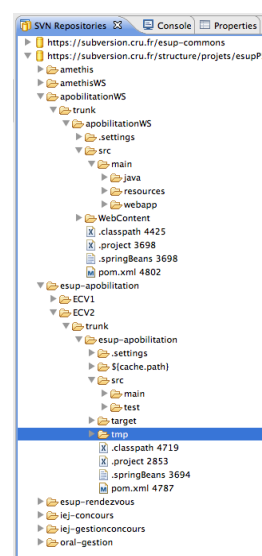 SVN Repositories Console Properties
https://subversion.cru.fr/esup-commons
https://subversion.cru.fr/structure/projets/esupP
amethis
amethisWS
apobilitationWS
trunk
apobilitationWS
.settings
src
main
java
resources
webapp
WebContent
.classpath 4425
.project 3698
.springBeans 3698
pom.xml 4802
esup-apobilitation
ECV1
ECV2
trunk
esup-apobilitation
.settings
${cache.path}
src
main
test
target
tmp
.classpath 4719
.project 2853
.springBeans 3694
pom.xml 4787
esup-rendezvous
iej-concours
iej-gestionconcours
oral-gestion